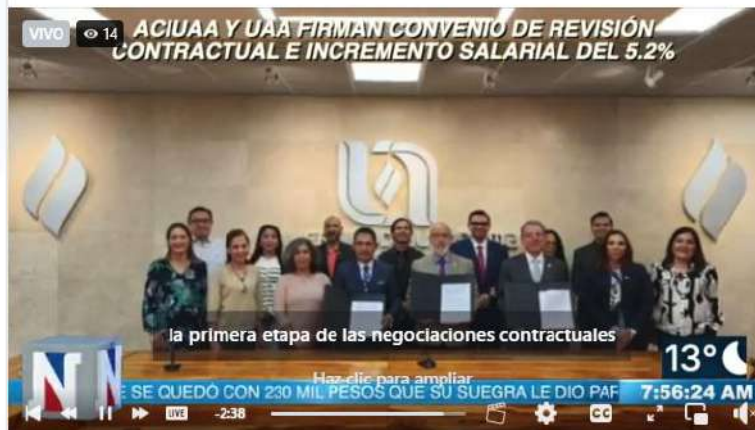 VIVO
14
ACIUAA Y UAA FIRMAN CONVENIO DE REVISIÓN
CONTRACTUAL E INCREMENTO SALARIAL DEL 5.2%
la primera etapa de las negociaciones contractuales
13°
Haz clic para ampliar
N
E SE QUEDÓ CON 230 MIL PESOS QUE SU SUEGRA LE DIO PAR
7:56:24 AM
LIVE
-2:38
CC